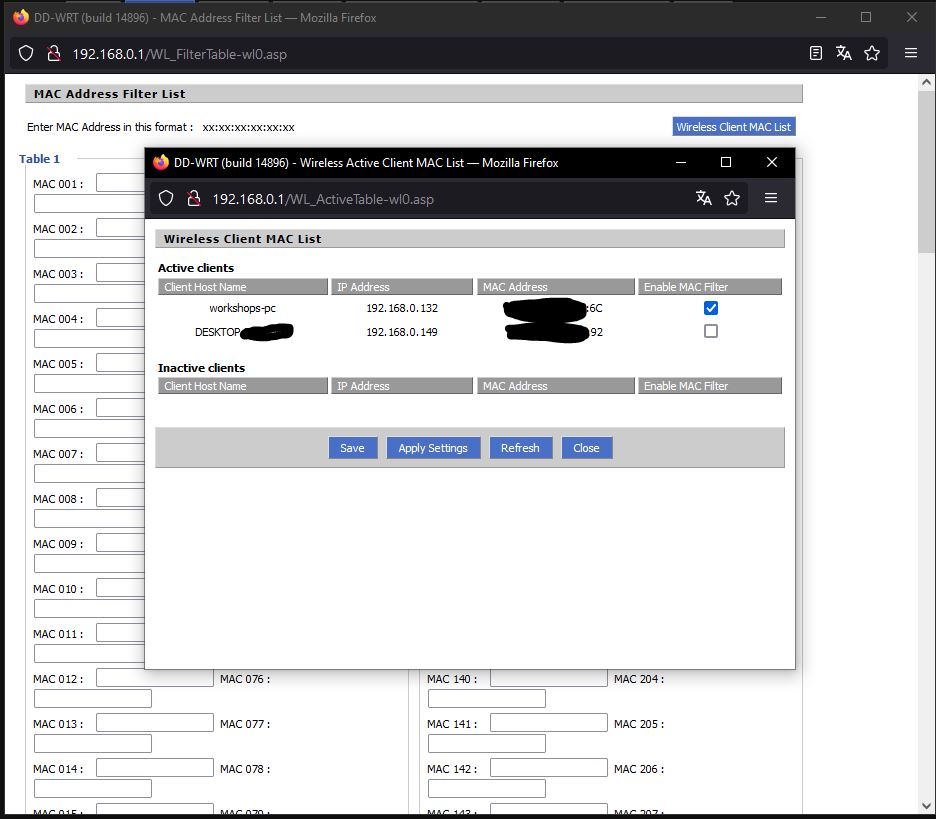 DD-WRT (build 14896) - MAC Address Filter List — Mozilla Firefox
192.168.0.1/WL_FilterTable-wl0.asp
MAC Address Filter List
Enter MAC Address in this format : xx:xx:xx:xx:xx:xx
Wireless Client MAC List
Table 1
DD-WRT (build 14896) - Wireless Active Client MAC List — Mozilla Firefox
192.168.0.1/WL_ActiveTable-wl0.asp
Wireless Client MAC List
Active clients
Client Host Name IP Address MAC Address Enable MAC Filter
workshops-pc 192.168.0.132 :6C
DESKTOP 192.168.0.149 92
Inactive clients
Client Host Name IP Address MAC Address Enable MAC Filter
Save Apply Settings Refresh Close
MAC 001 :
MAC 002 :
MAC 003 :
MAC 004 :
MAC 005 :
MAC 006 :
MAC 007 :
MAC 008 :
MAC 009 :
MAC 010 :
MAC 011 :
MAC 012 : MAC 076 : MAC 140 : MAC 204 :
MAC 013 : MAC 077 : MAC 141 : MAC 205 :
MAC 014 : MAC 078 : MAC 142 : MAC 206 :
MAC 015 : MAC 079 : MAC 143 : MAC 207 :